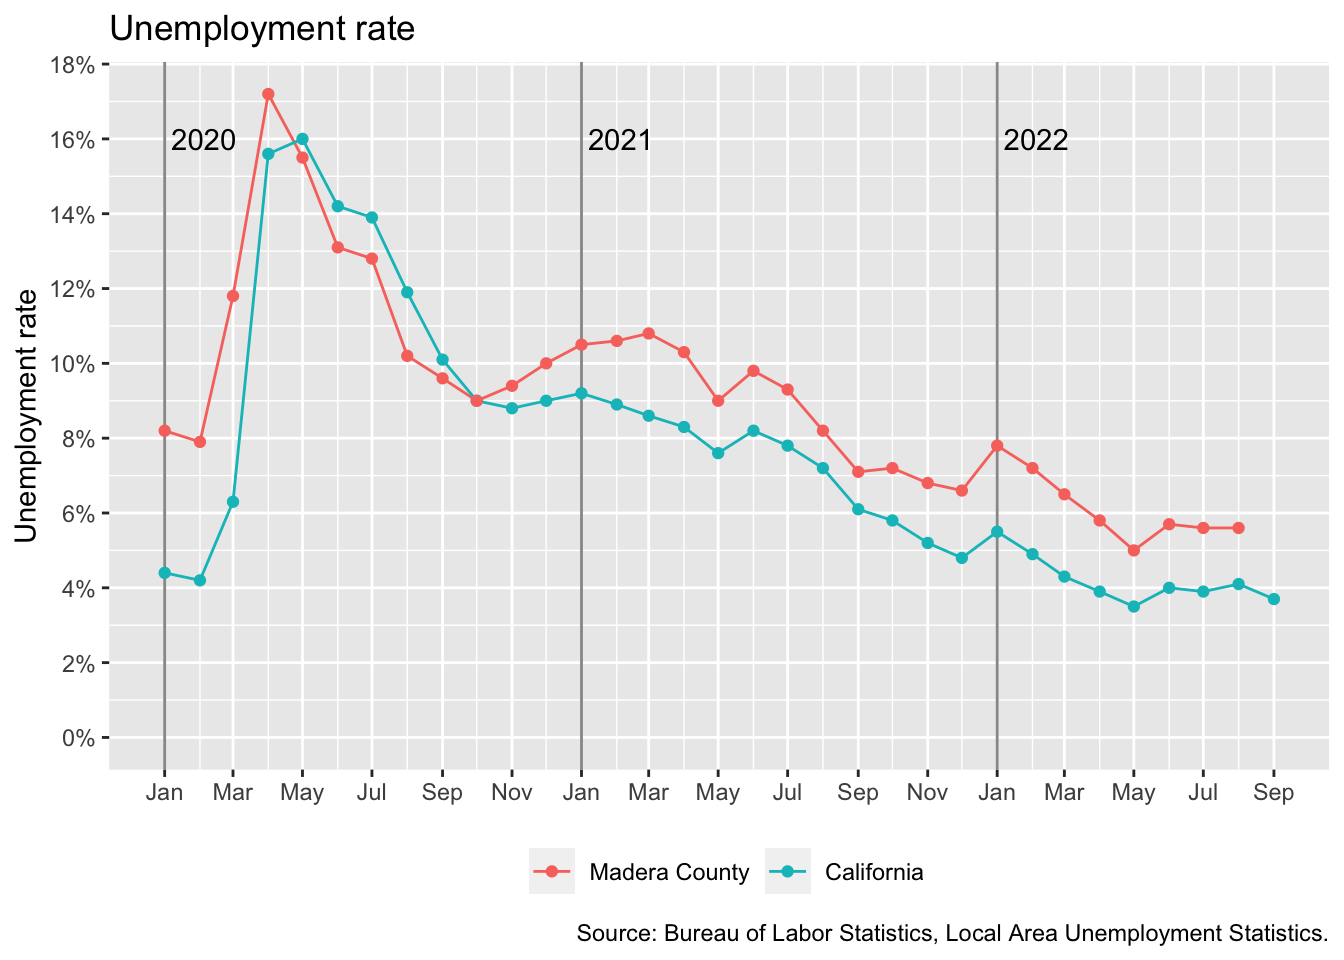 Unemployment rate
18%
16%
14%
12%
10%
8%
6%
4%
2%
0%
Unemployment rate
2020
2021
2022
Jan Mar May Jul Sep Nov Jan Mar May Jul Sep Nov Jan Mar May Jul Sep
Madera County California
Source: Bureau of Labor Statistics, Local Area Unemployment Statistics.